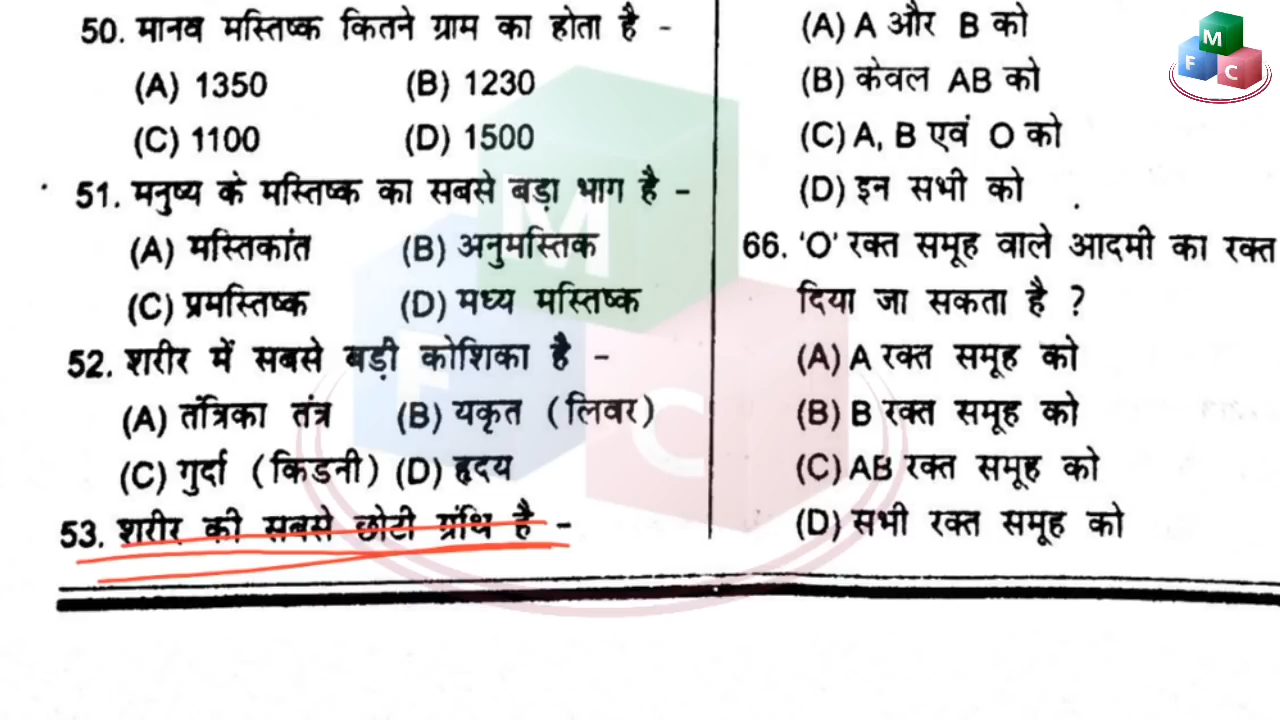 50. मानव मस्तिष्क कितने ग्राम का होता है -
(A) 1350 (B) 1230
(C) 1100 (D) 1500
51. मनुष्य के मस्तिष्क का सबसे बड़ा भाग है -
(A) मस्तिकांत (B) अनुमस्तिक
(C) प्रमस्तिष्क (D) मध्य मस्तिष्क
52. शरीर में सबसे बड़ी कोशिका है -
(A) तंत्रिका तंत्र (B) यकृत (लिवर)
(C) गुर्दा (किडनी) (D) हृदय
53. शरीर की सबसे छोटी ग्रंथि है -
(A) A और B को
(B) केवल AB को
(C) A, B एवं O को
(D) इन सभी को
66. 'O' रक्त समूह वाले आदमी का रक्त
दिया जा सकता है ?
(A) A रक्त समूह को
(B) B रक्त समूह को
(C) AB रक्त समूह को
(D) सभी रक्त समूह को
M
F C
M
F C